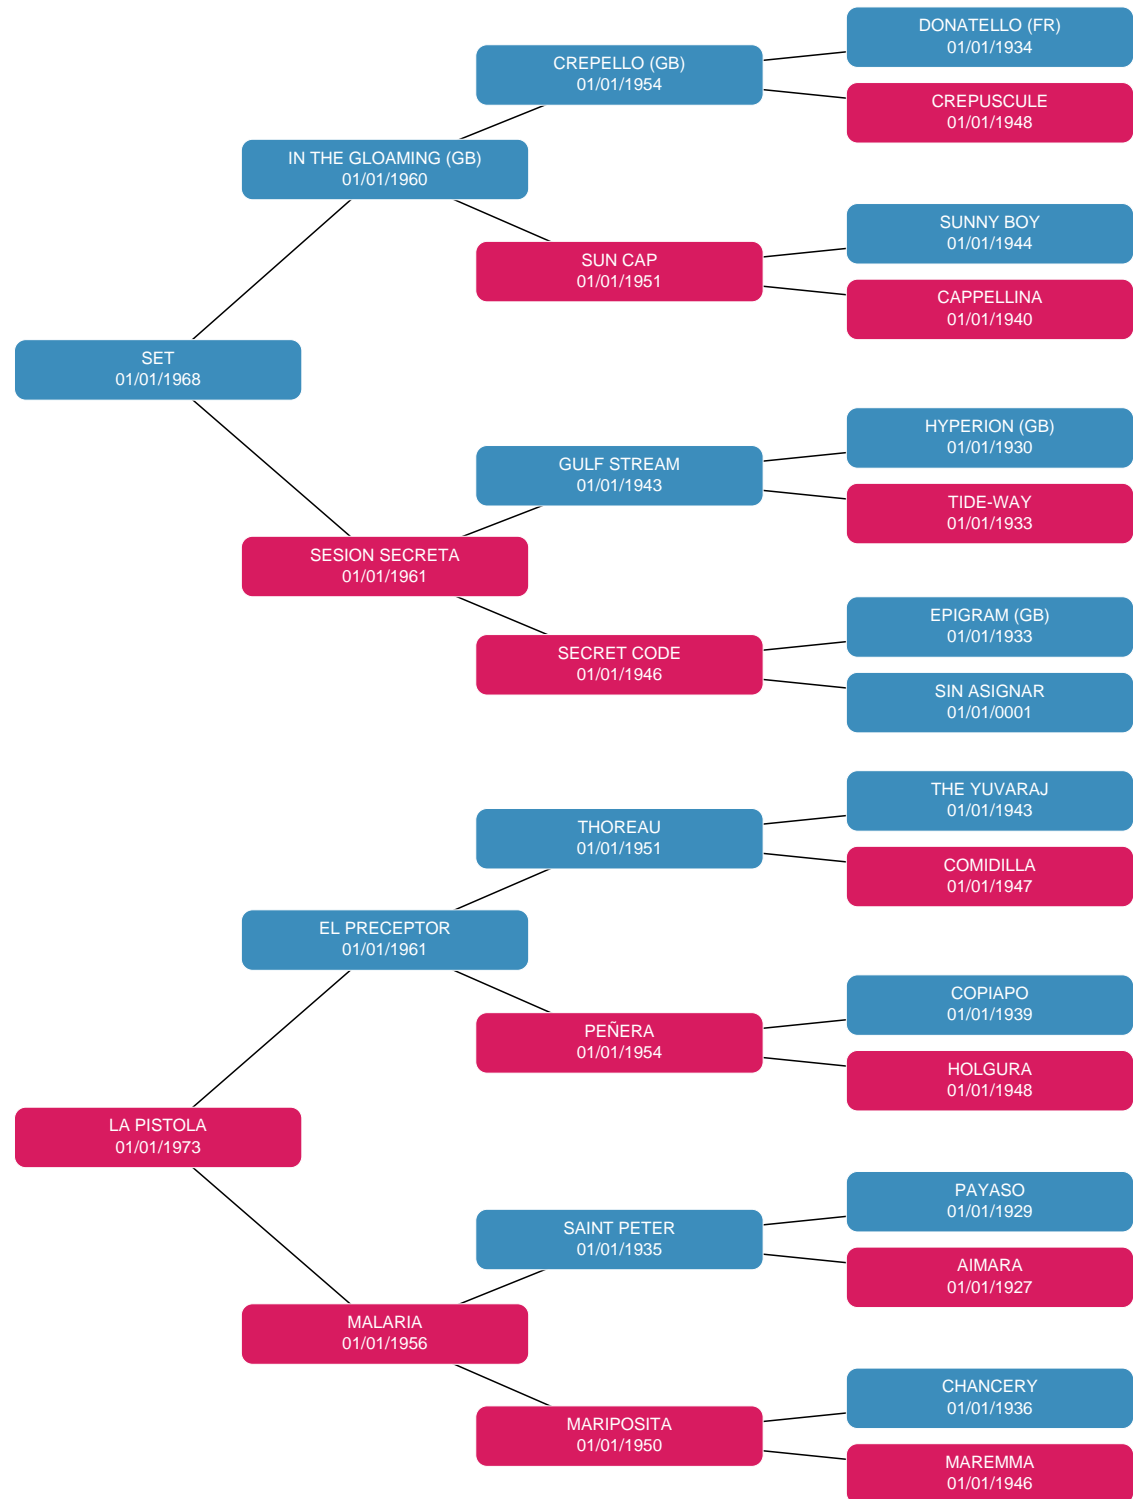 DONATELLO (FR)
01/01/1934
CREPELLO (GB)
01/01/1954
CREPUSCULE
01/01/1948
IN THE GLOAMING (GB)
01/01/1960
SUNNY BOY
01/01/1944
SUN CAP
01/01/1951
CAPPELLINA
01/01/1940
SET
01/01/1968
HYPERION (GB)
01/01/1930
GULF STREAM
01/01/1943
TIDE-WAY
01/01/1933
SESION SECRETA
01/01/1961
EPIGRAM (GB)
01/01/1933
SECRET CODE
01/01/1946
SIN ASIGNAR
01/01/0001
THE YUVARAJ
01/01/1943
THOREAU
01/01/1951
COMIDILLA
01/01/1947
EL PRECEPTOR
01/01/1961
COPIAPO
01/01/1939
PEÑERA
01/01/1954
HOLGURA
01/01/1948
LA PISTOLA
01/01/1973
PAYASO
01/01/1929
SAINT PETER
01/01/1935
AIMARA
01/01/1927
MALARIA
01/01/1956
CHANCERY
01/01/1936
MARIPOSITA
01/01/1950
MAREMMA
01/01/1946